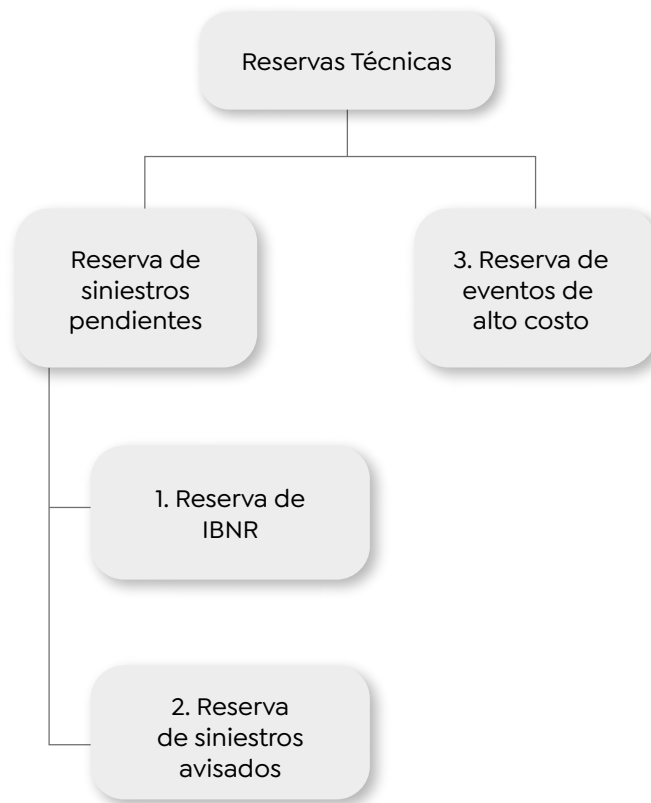 Reservas Técnicas
Reserva de
siniestros
pendientes
3. Reserva de
eventos de
alto costo
1. Reserva de
IBNR
2. Reserva
de siniestros
avisados